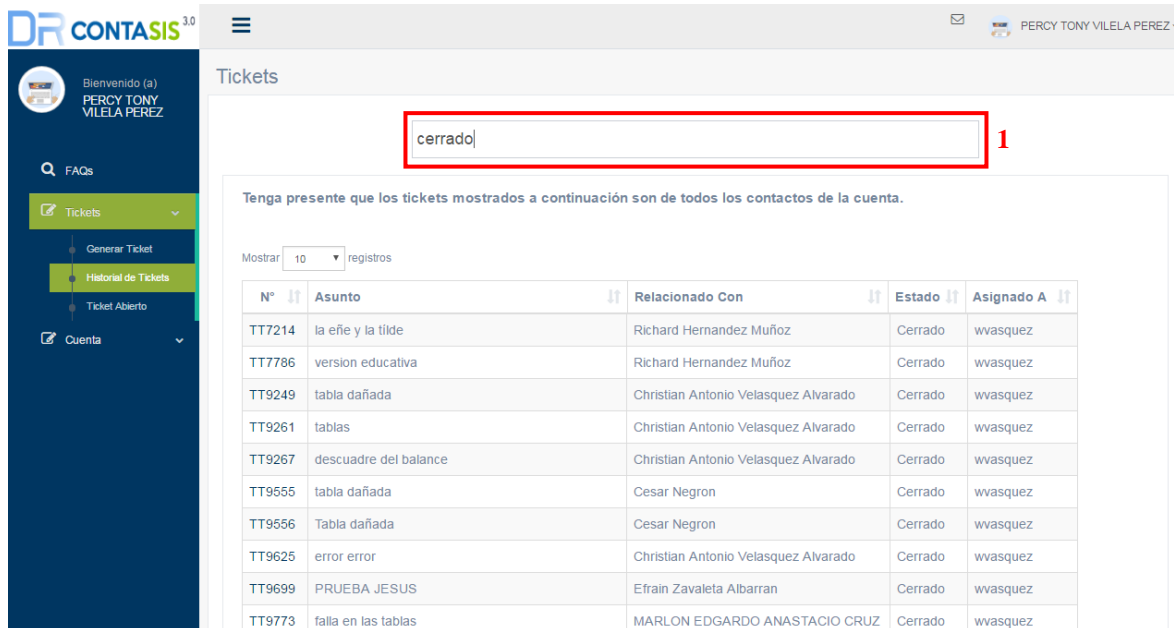 DR CONTASIS 3.0
PERCY TONY VILELA PEREZ
Bienvenido (a)
PERCY TONY
VILELA PEREZ
FAQs
Tickets
Generar Ticket
Historial de Tickets
Ticket Abierto
Cuenta
Tickets
cerrado
1
Tenga presente que los tickets mostrados a continuación son de todos los contactos de la cuenta.
Mostrar 10 registros
N° Asunto Relacionado Con Estado Asignado A
TT7214 la eñe y la tilde Richard Hernandez Muñoz Cerrado wvasquez
TT7786 version educativa Richard Hernandez Muñoz Cerrado wvasquez
TT9249 tabla dañada Christian Antonio Velasquez Alvarado Cerrado wvasquez
TT9261 tablas Christian Antonio Velasquez Alvarado Cerrado wvasquez
TT9267 descuadre del balance Christian Antonio Velasquez Alvarado Cerrado wvasquez
TT9555 tabla dañada Cesar Negron Cerrado wvasquez
TT9556 Tabla dañada Cesar Negron Cerrado wvasquez
TT9625 error error Christian Antonio Velasquez Alvarado Cerrado wvasquez
TT9699 PRUEBA JESUS Efrain Zavaleta Albarran Cerrado wvasquez
TT9773 falla en las tablas MARLON EDGARDO ANASTACIO CRUZ Cerrado wvasquez